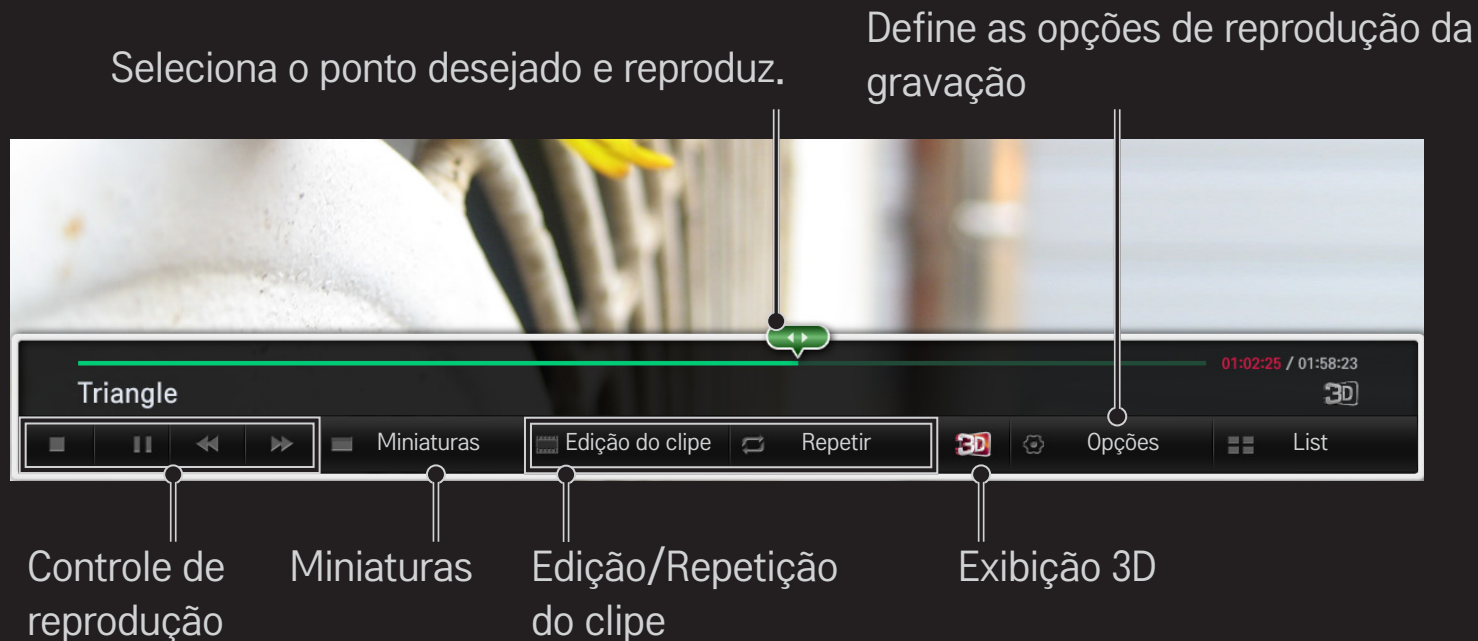 Define as opções de reprodução da
gravação
Seleciona o ponto desejado e reproduz.
01:02:25 / 01:58:23
Triangle
3D
Miniaturas
Edição do clipe
Repetir
3D
Opções
List
Controle de
reprodução
Miniaturas
Edição/Repetição
do clipe
Exibição 3D